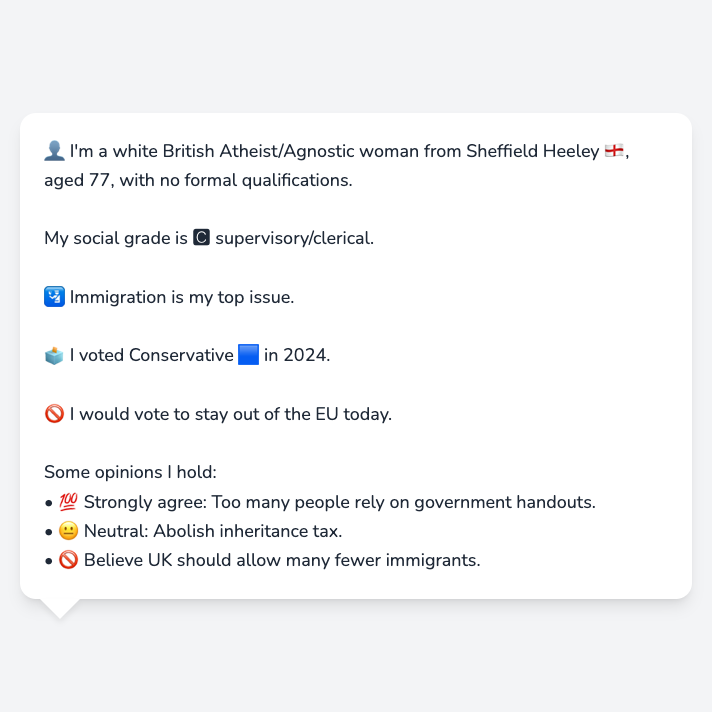 👤 I'm a white British Atheist/Agnostic woman from Sheffield Heeley 🏴󠁧󠁢󠁥󠁮󠁧󠁿,
aged 77, with no formal qualifications.
My social grade is 🅲 supervisory/clerical.
🛂 Immigration is my top issue.
🗳️ I voted Conservative 🟦 in 2024.
🚫 I would vote to stay out of the EU today.
Some opinions I hold:
• 💯 Strongly agree: Too many people rely on government handouts.
• 😐 Neutral: Abolish inheritance tax.
• 🚫 Believe UK should allow many fewer immigrants.